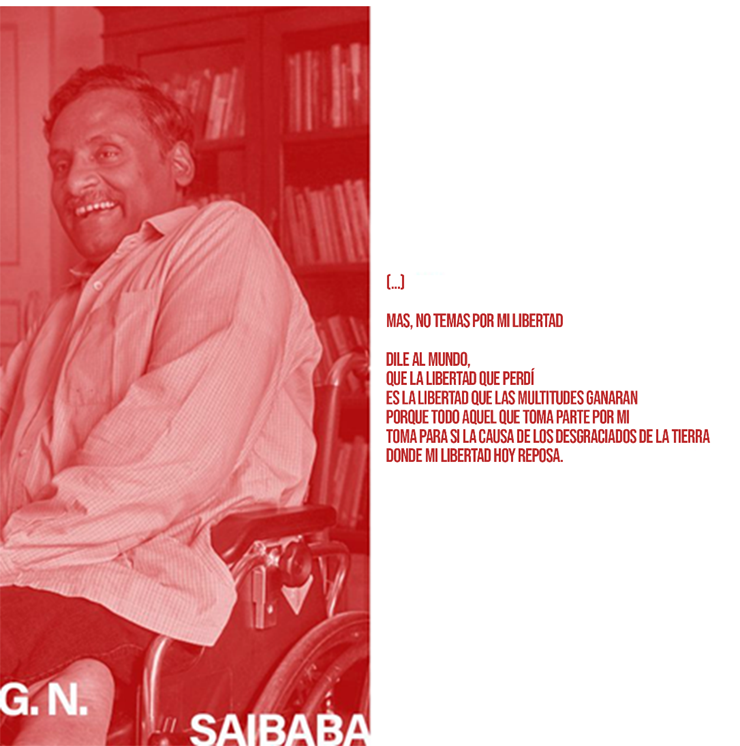 (...)
MAS, NO TEMAS POR MI LIBERTAD
DILE AL MUNDO,
QUE LA LIBERTAD QUE PERDÍ
ES LA LIBERTAD QUE LAS MULTITUDES GANARAN
PORQUE TODO AQUEL QUE TOMA PARTE POR MI
TOMA PARA SI LA CAUSA DE LOS DESGRACIADOS DE LA TIERRA
DONDE MI LIBERTAD HOY REPOSA.
G. N.
SAIBABA